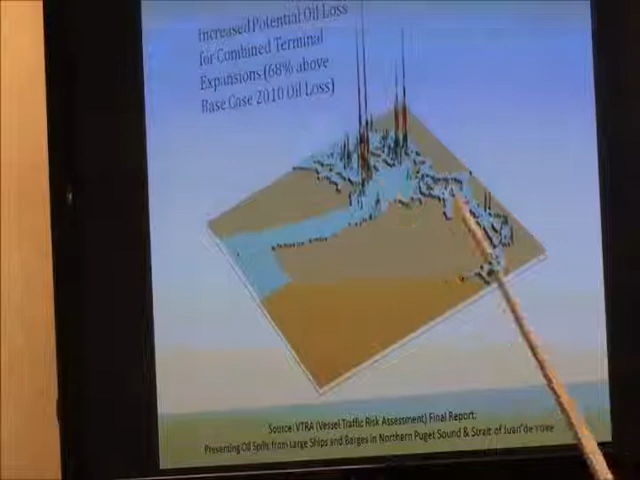 Increased Potential Oil Loss
for Combined Terminal
Expansions (68% above
Base Case 2010 Oil Loss)
Source: VTRA (Vessel Traffic Risk Assessment) Final Report:
Presenting Oil Spills from Large Ships and Barges in Northern Puget Sound & Strait of Juan de Fuca